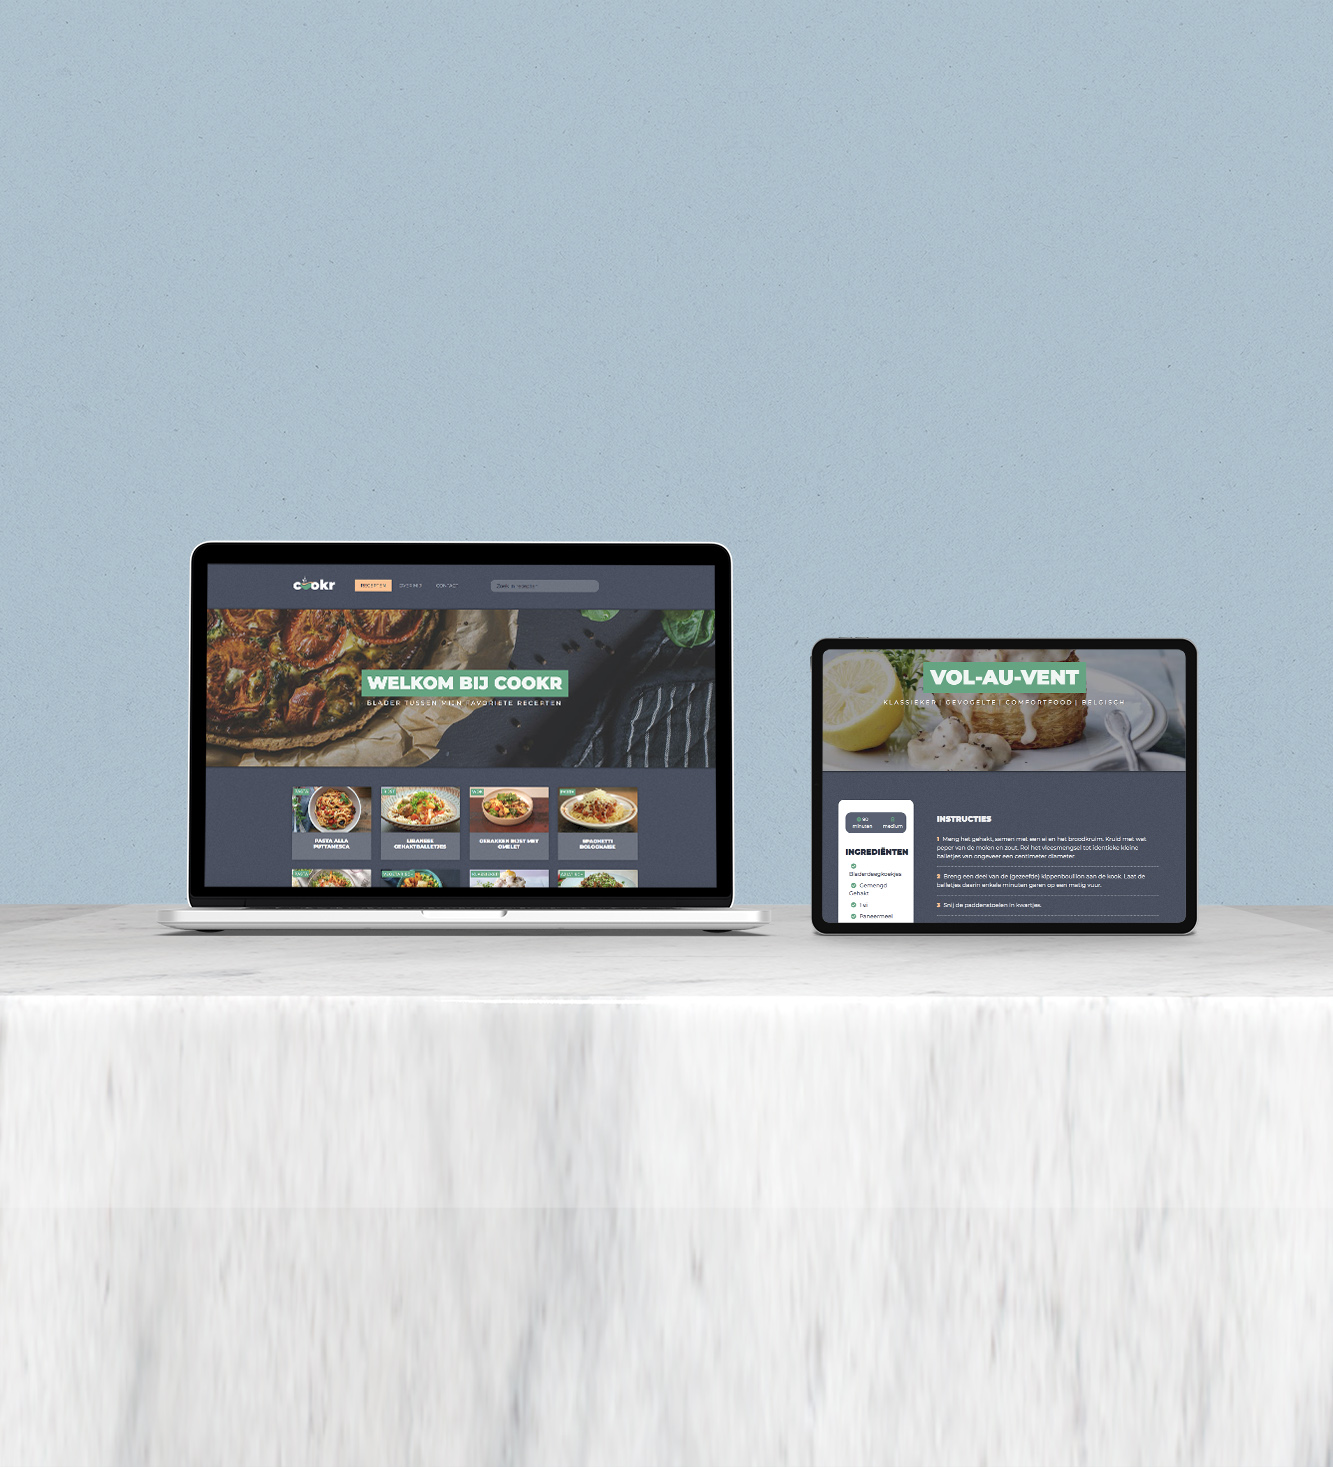 cookr
RECEPTEN OVER MIJ CONTACT
WELKOM BIJ COOKR
BLADER TUSSEN MIJN FAVORIETE RECEPTEN
PASTA ALLA
PUTTANESCA
LIBANESE
GEHAKTBALLETJES
GEBAKKEN RIJST MET
OMELET
SPAGHETTI
BOLOGNAISE
VOL-AU-VENT
KLASSIEKER | GEVOGELTE | COMFORTFOOD | BELGISCH
90
minuten
medium
INGREDIËNTEN
Bladerdeegkoekjes
Gemengd
Gehakt
1 ei
Paneermeel
INSTRUCTIES
1 Meng het gehakt, samen met een ei en het broodkruim. Kruid met wat
peper van de molen en zout. Rol het vleesmengsel tot identieke kleine
balletjes van ongeveer een centimeter diameter.
2 Breng een deel van de (gezeefde) kippenbouillon aan de kook. Laat de
balletjes daarin enkele minuten garen op een matig vuur.
3 Snij de paddenstoelen in kwartjes.